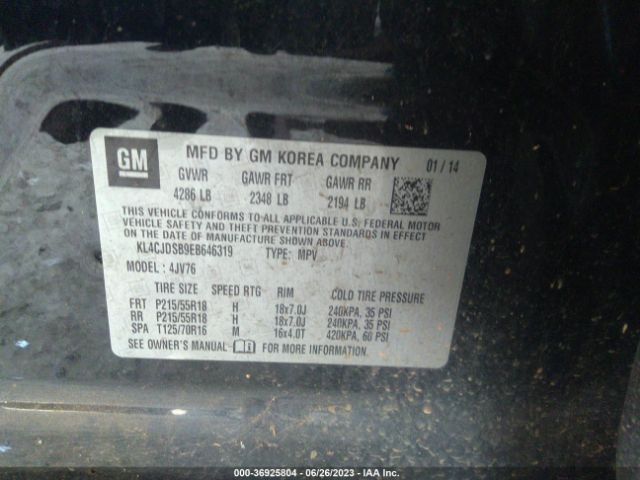 GM
MFD BY GM KOREA COMPANY 01/14
GVWR GAWR FRT GAWR RR
4286 LB 2348 LB 2194 LB
THIS VEHICLE CONFORMS TO ALL APPLICABLE U.S. FEDERAL MOTOR
VEHICLE SAFETY AND THEFT PREVENTION STANDARDS IN EFFECT
ON THE DATE OF MANUFACTURE SHOWN ABOVE.
KL4CJDSB9EB646319 TYPE: MPV
MODEL: 4JV76
TIRE SIZE SPEED RTG RIM COLD TIRE PRESSURE
FRT P215/55R18 H 18x7.0J 240KPA, 35 PSI
RR P215/55R18 H 18x7.0J 240KPA, 35 PSI
SPA T125/70R16 M 16x4.0T 420KPA, 60 PSI
SEE OWNER'S MANUAL FOR MORE INFORMATION.
000-36925804 / 06/26/2023 / IAA Inc.